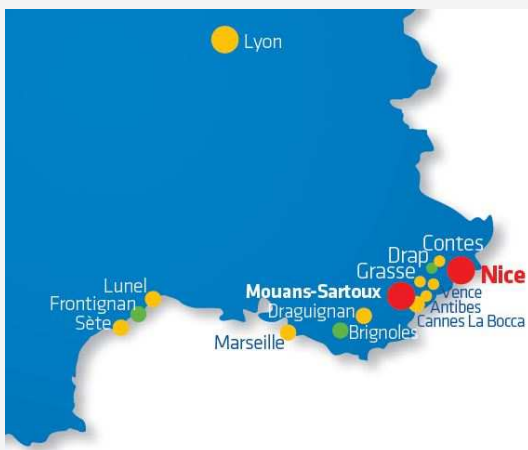 Lyon
Contes
Drap
Grasse
Nice
Lunel
Mouans-Sartoux
Vence
Frontignan
Draguignan
Antibes
Sète
Cannes La Bocca
Marseille
Brignoles